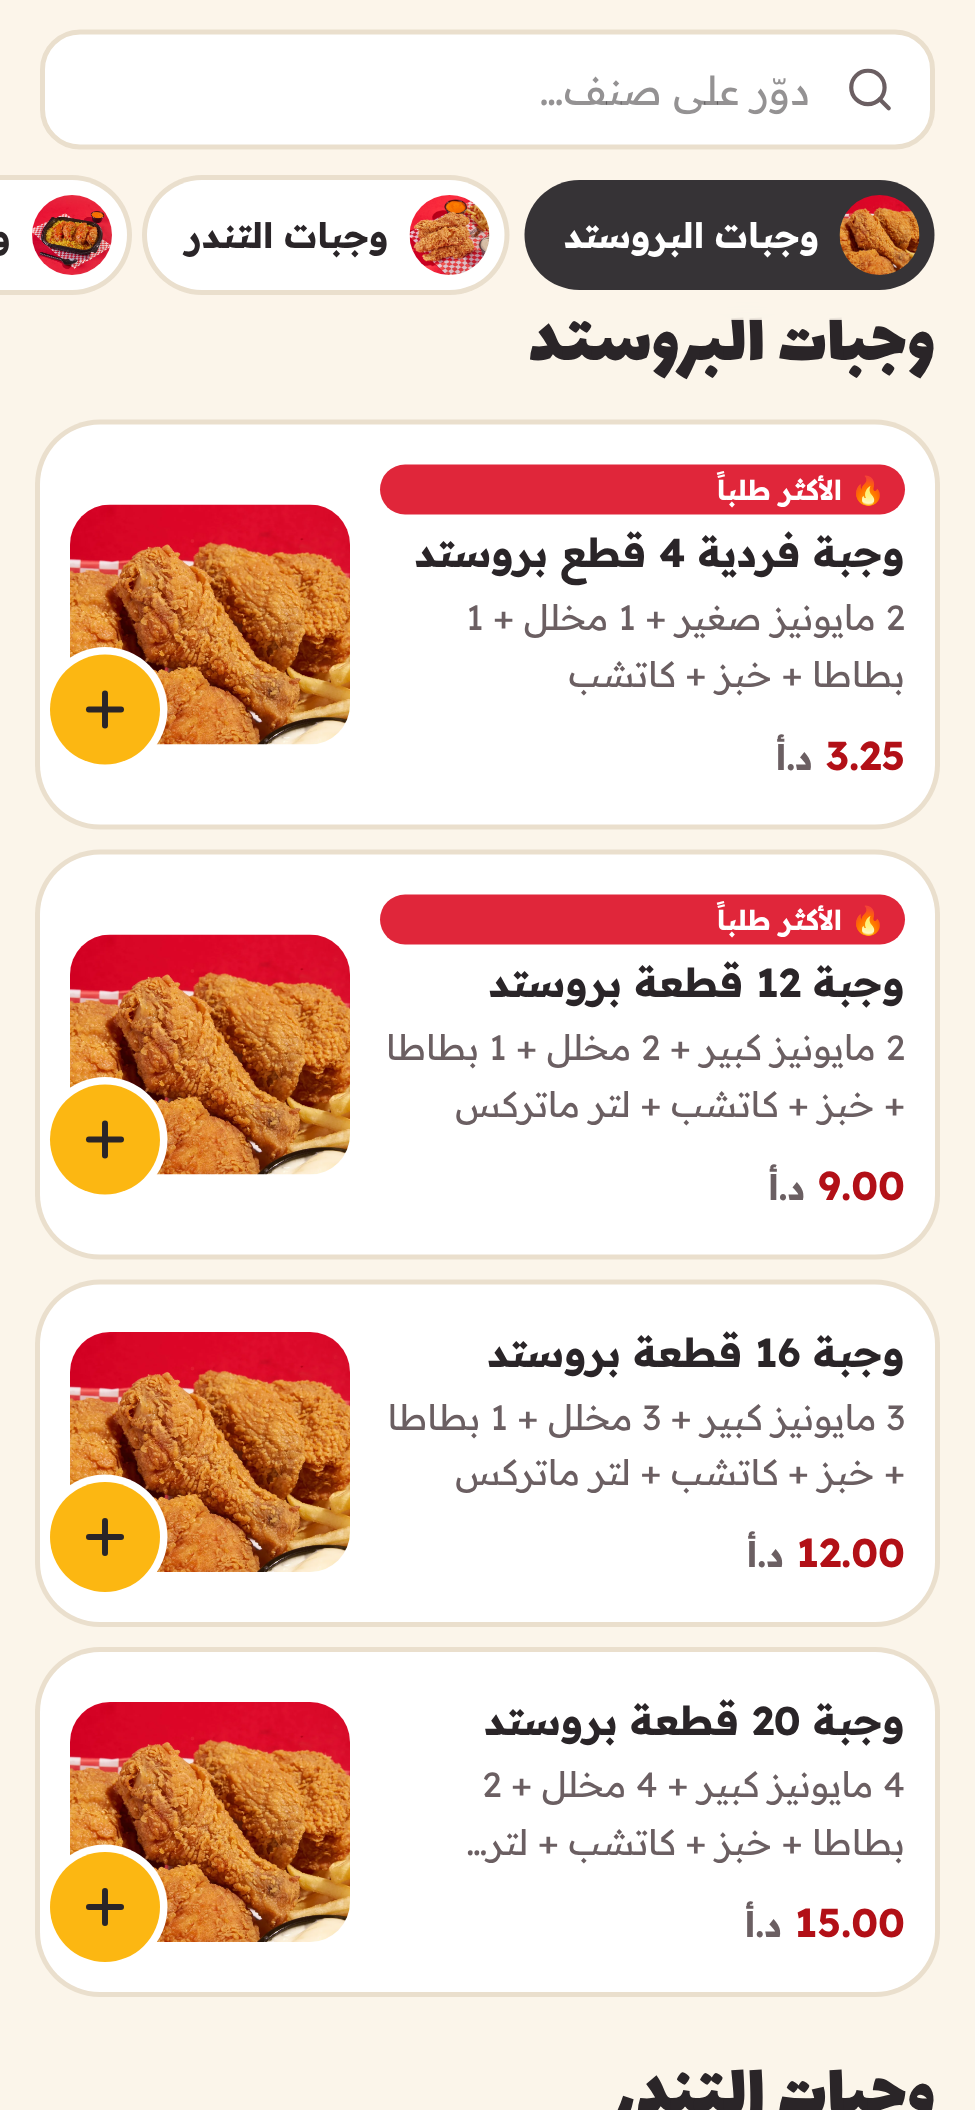 دوّر على صنف...
وجبات البروستد
وجبات التندر
و
وجبات البروستد
🔥 الأكثر طلباً
وجبة فردية 4 قطع بروستد
2 مايونيز صغير + 1 مخلل + 1
بطاطا + خبز + كاتشب
3.25 د.أ
🔥 الأكثر طلباً
وجبة 12 قطعة بروستد
2 مايونيز كبير + 2 مخلل + 1 بطاطا
+ خبز + كاتشب + لتر ماتركس
9.00 د.أ
وجبة 16 قطعة بروستد
3 مايونيز كبير + 3 مخلل + 1 بطاطا
+ خبز + كاتشب + لتر ماتركس
12.00 د.أ
وجبة 20 قطعة بروستد
4 مايونيز كبير + 4 مخلل + 2
بطاطا + خبز + كاتشب + لتر...
15.00 د.أ
وجبات التندر